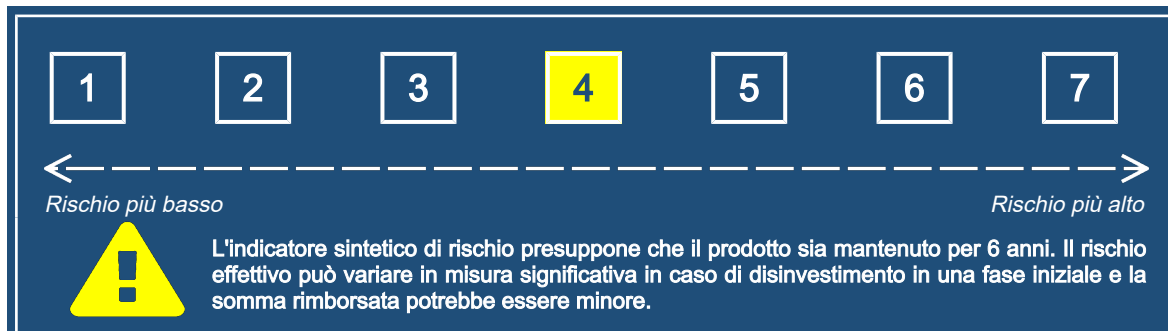 1 2 3 4 5 6 7
Rischio più basso Rischio più alto
!
L'indicatore sintetico di rischio presuppone che il prodotto sia mantenuto per 6 anni. Il rischio
effettivo può variare in misura significativa in caso di disinvestimento in una fase iniziale e la
somma rimborsata potrebbe essere minore.